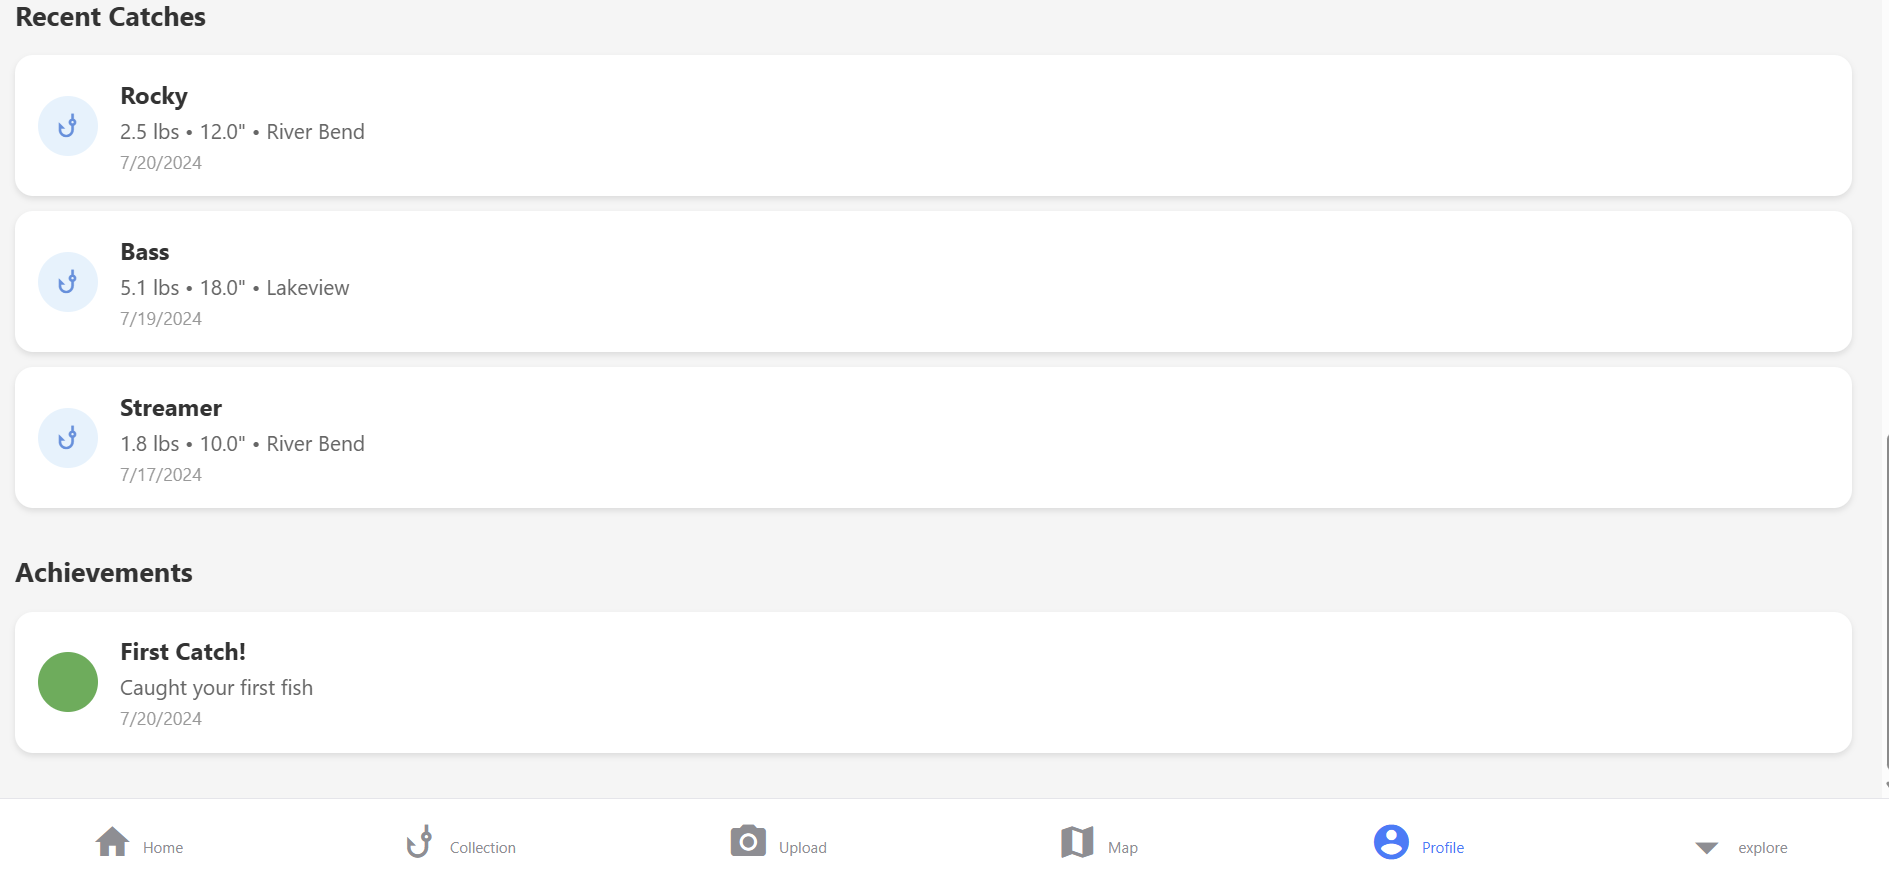 Recent Catches
Rocky
2.5 lbs • 12.0" • River Bend
7/20/2024
Bass
5.1 lbs • 18.0" • Lakeview
7/19/2024
Streamer
1.8 lbs • 10.0" • River Bend
7/17/2024
Achievements
First Catch!
Caught your first fish
7/20/2024
Home Collection Upload Map Profile explore